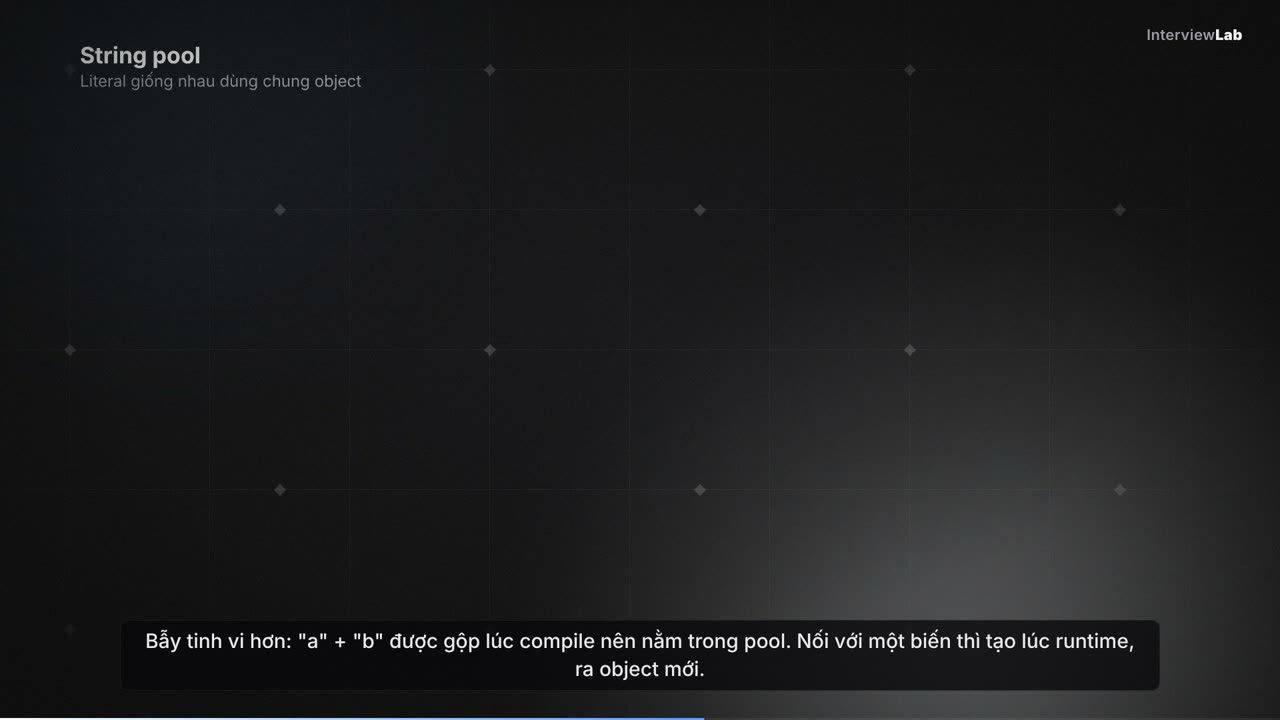 String pool
Literal giống nhau dùng chung object
InterviewLab
Bẫy tinh vi hơn: "a" + "b" được gộp lúc compile nên nằm trong pool. Nối với một biến thì tạo lúc runtime,
ra object mới.